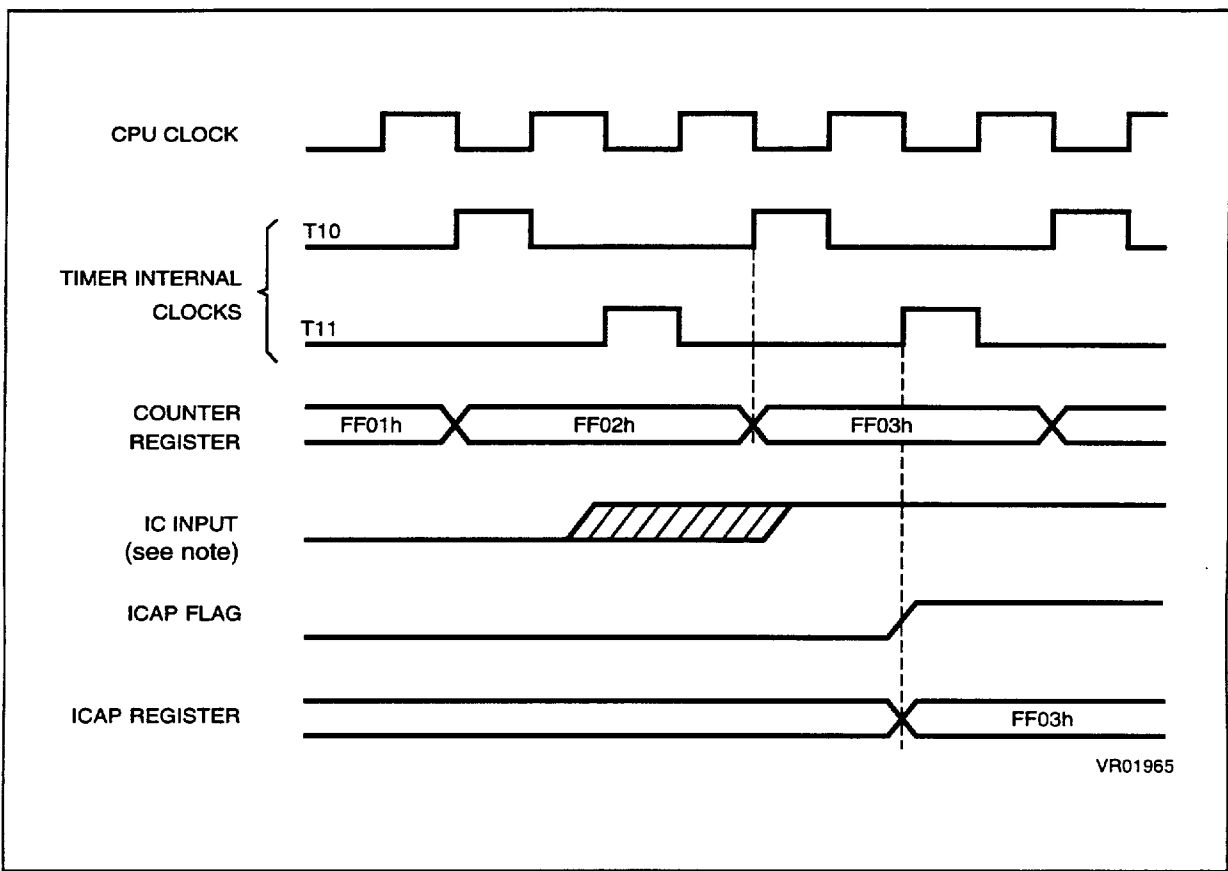 CPU CLOCK
T10
TIMER INTERNAL
CLOCKS
T11
COUNTER
REGISTER
FF01h
FF02h
FF03h
IC INPUT
(see note)
ICAP FLAG
ICAP REGISTER
FF03h
VR01965